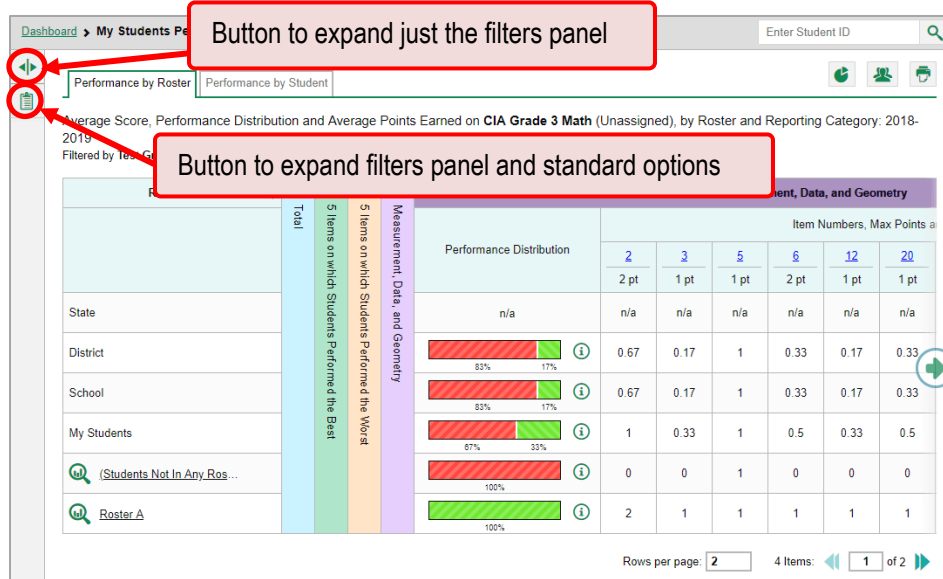 Dashboard > My Students Pe
Button to expand just the filters panel
Enter Student ID
Performance by Roster
Performance by Student
Average Score, Performance Distribution and Average Points Earned on CIA Grade 3 Math (Unassigned), by Roster and Reporting Category: 2018-
2019
Filtered by Test
Button to expand filters panel and standard options
Total
5 Items on which Students Performed the Best
5 Items on which Students Performed the Worst
Measurement, Data, and Geometry
Performance Distribution
ment, Data, and Geometry
Item Numbers, Max Points
2 3 5 6 12 20
2 pt 1 pt 1 pt 2 pt 1 pt 1 pt
State n/a n/a n/a n/a n/a n/a n/a
District 83% 17% 0.67 0.17 1 0.33 0.17 0.33
School 83% 17% 0.67 0.17 1 0.33 0.17 0.33
My Students 67% 33% 1 0.33 1 0.5 0.33 0.5
(Students Not In Any Ros... 100% 0 0 1 0 0 0
Roster A 100% 2 1 1 1 1 1
Rows per page: 2 4 Items: 1 of 2